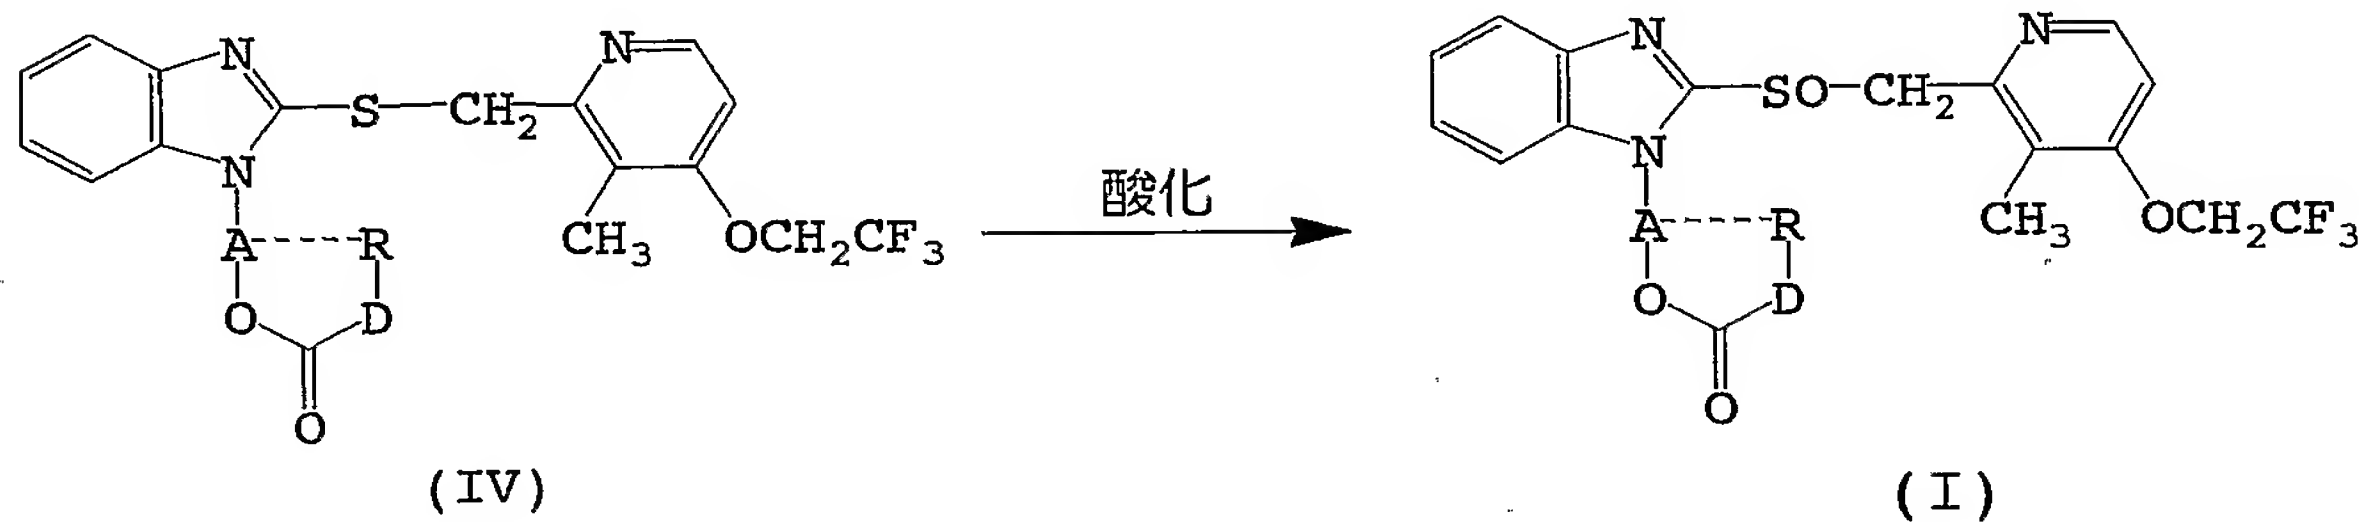 N N S CH2 N CH3 OCH2CF3 A R O D O
酸化
N N SO CH2 N CH3 OCH2CF3 A R O D O
(IV)
(I)